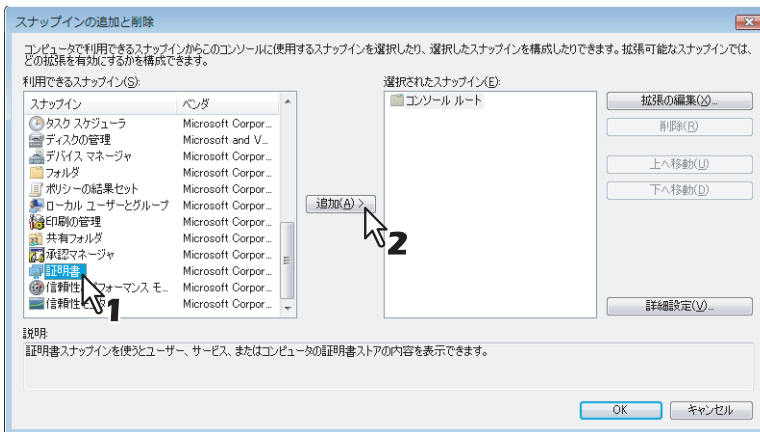 スナップインの追加と削除
コンピュータで利用できるスナップインからこのコンソールに使用するスナップインを選択したり、選択したスナップインを構成したりできます。拡張可能なスナップインでは、
どの拡張を有効にするかを構成できます。
利用できるスナップイン(S):
選択されたスナップイン(E):
スナップイン ベンダ
タスク スケジューラ Microsoft Corpor...
ディスクの管理 Microsoft and V...
デバイス マネージャ Microsoft Corpor...
フォルダ Microsoft Corpor...
ポリシーの結果セット Microsoft Corpor...
ローカル ユーザーとグループ Microsoft Corpor...
印刷の管理 Microsoft Corpor...
共有フォルダ Microsoft Corpor...
承認マネージャ Microsoft Corpor...
証明書 Microsoft Corpor...
信頼性 フォーマンス モ... Microsoft Corpor...
信頼性 Microsoft Corpor...
1
追加(A) >
2
コンソール ルート
拡張の編集(X)...
削除(R)
上へ移動(U)
下へ移動(D)
詳細設定(V)...
説明:
証明書スナップインを使うとユーザー、サービス、またはコンピュータの証明書ストアの内容を表示できます。
OK キャンセル